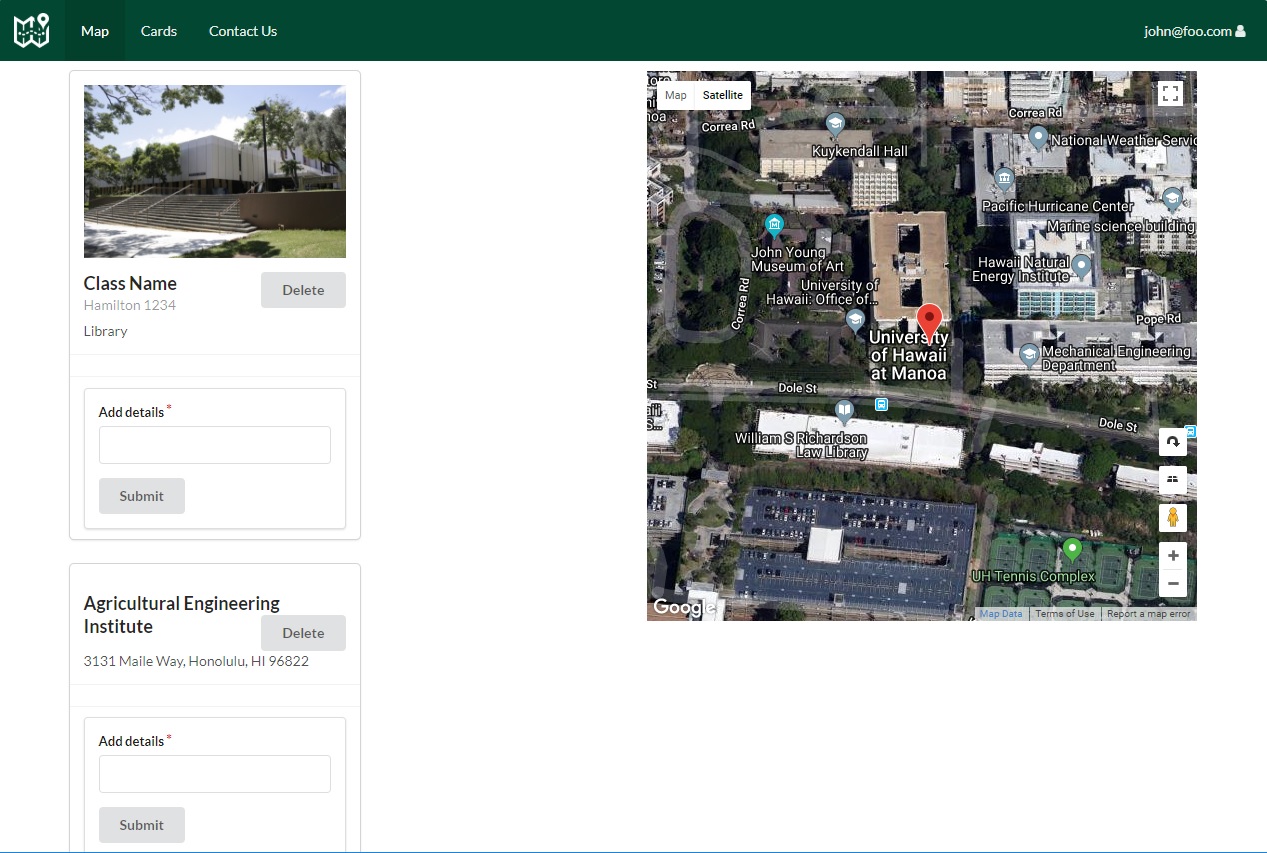 Map
Cards
Contact Us
john@foo.com
Class Name
Delete
Hamilton 1234
Library
Add details *
Submit
Agricultural Engineering
Institute
Delete
3131 Maile Way, Honolulu, HI 96822
Add details *
Submit
Map
Satellite
Correa Rd
Correa Rd
Kuykendall Hall
National Weather Servic
Pacific Hurricane Center
Marine science building
John Young
Museum of Art
Hawaii Natural
Energy Institute
University of
Hawaii: Office of...
Correa Rd
Pope Rd
University
of Hawaii
at Manoa
Mechanical Engineering
Department
St
Dole St
Dole St
William S Richardson
Law Library
UH Tennis Complex
Google
Map Data
Terms of Use
Report a map error